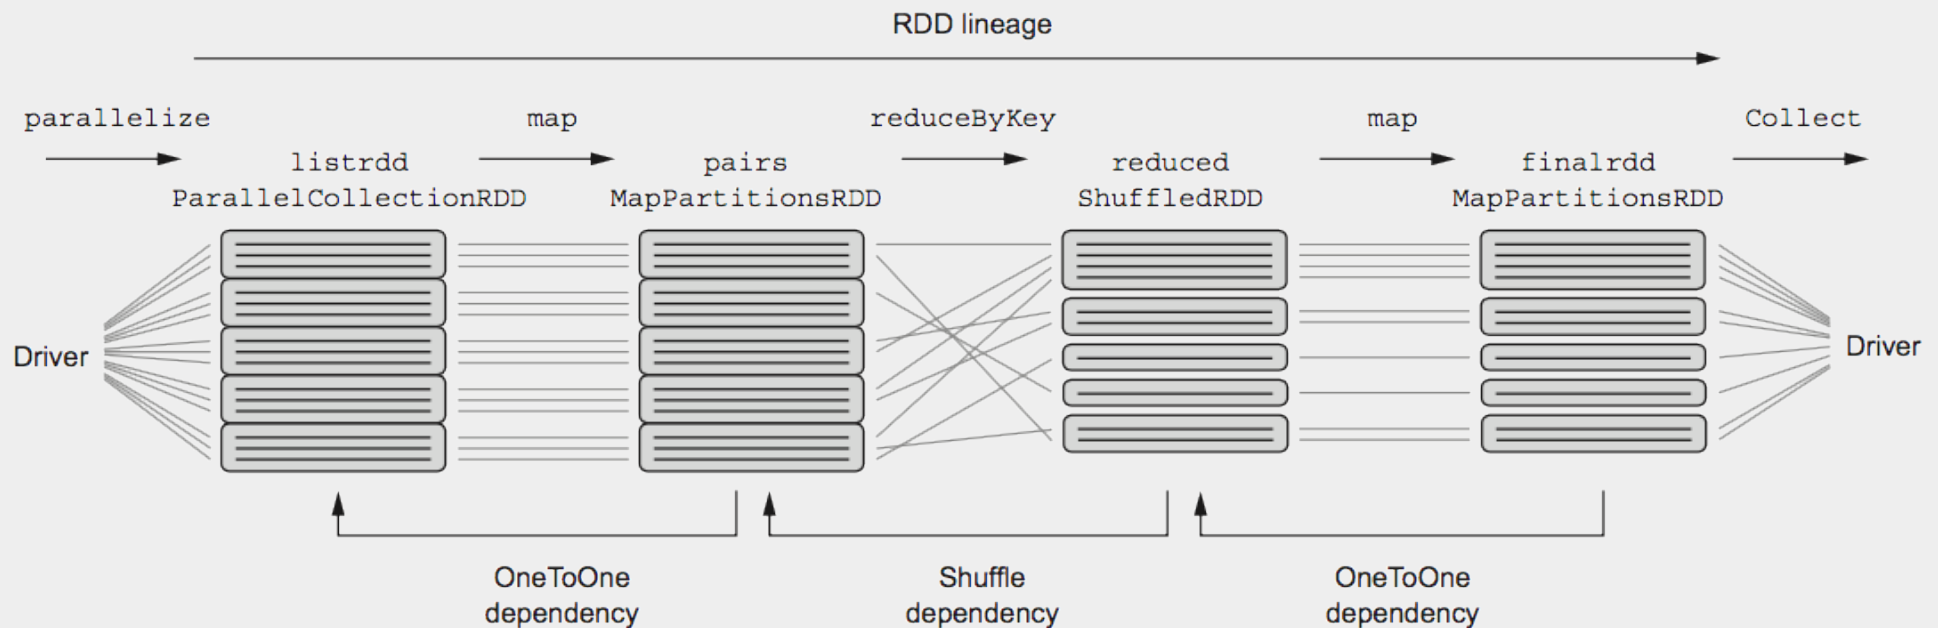 RDD lineage
parallelize
map
reduceByKey
map
Collect
listrdd
ParallelCollectionRDD
pairs
MapPartitionsRDD
reduced
ShuffledRDD
finalrdd
MapPartitionsRDD
Driver
Driver
OneToOne
dependency
Shuffle
dependency
OneToOne
dependency